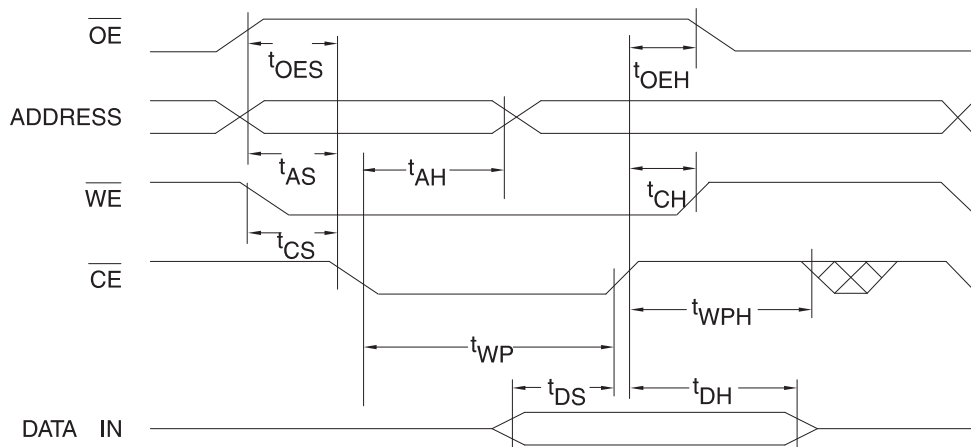 OE
tOES
tOEH
ADDRESS
tAS
tAH
WE
tCH
tCS
CE
tWPH
tWP
tDS
tDH
DATA IN